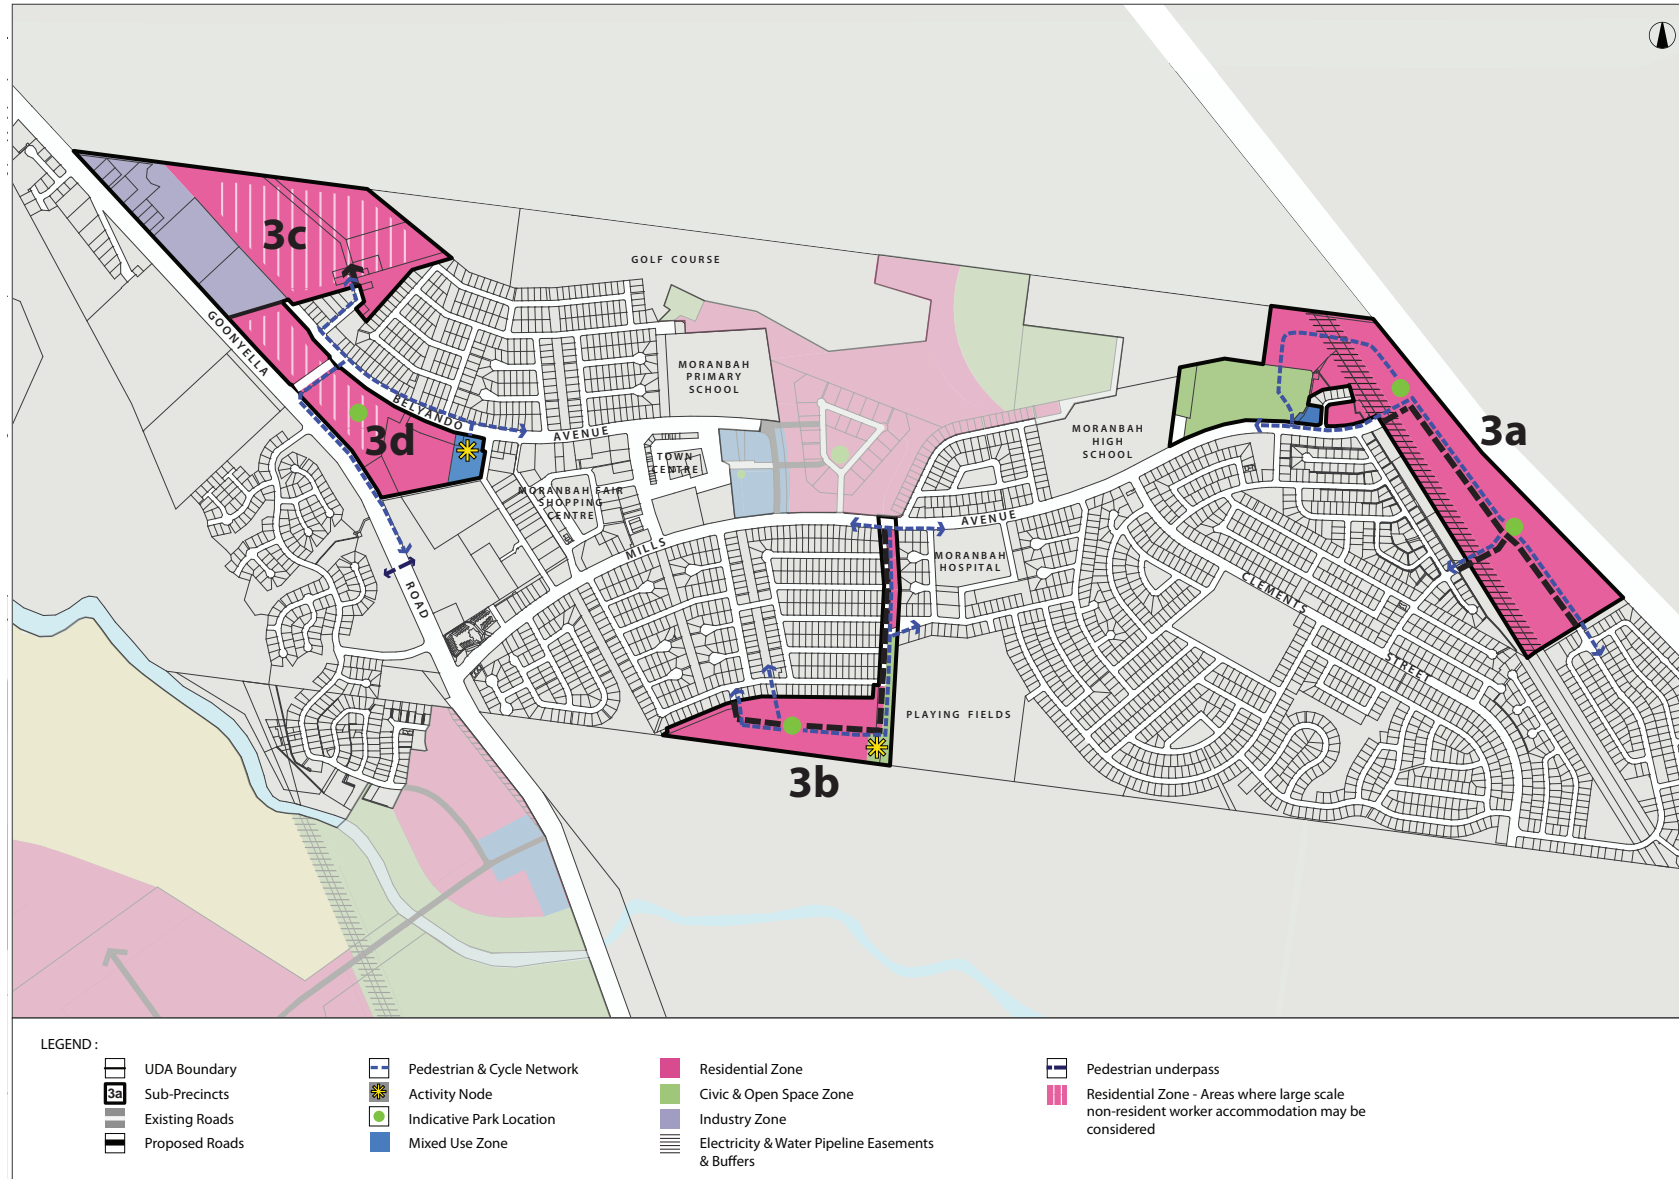 3c
GOLF COURSE
GOONYELLA
MORANBAH
PRIMARY
SCHOOL
BELYANDO
AVENUE
3d
3a
MORANBAH
HIGH
SCHOOL
TOWN
CENTRE
MORANBAH FAIR
SHOPPING
CENTRE
AVENUE
MILLS
MORANBAH
HOSPITAL
ROAD
CLEMENTS
STREET
PLAYING FIELDS
3b
LEGEND :
UDA Boundary
3a Sub-Precincts
Existing Roads
Proposed Roads
Pedestrian & Cycle Network
Activity Node
Indicative Park Location
Mixed Use Zone
Residential Zone
Civic & Open Space Zone
Industry Zone
Electricity & Water Pipeline Easements
& Buffers
Pedestrian underpass
Residential Zone - Areas where large scale
non-resident worker accommodation may be
considered